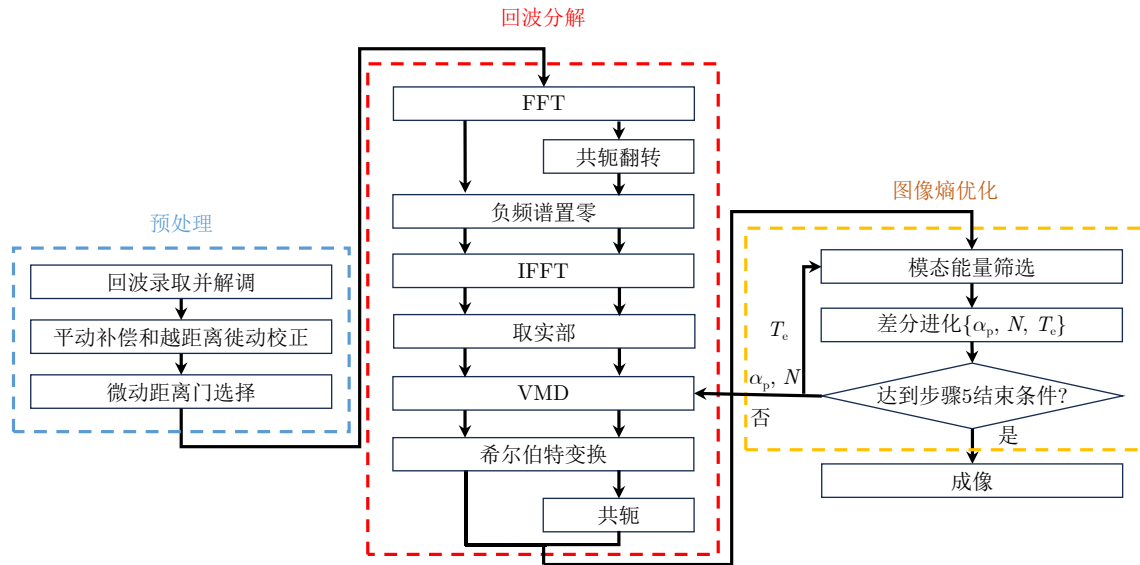 预处理
回波录取并解调
平动补偿和越距离徙动校正
微动距离门选择
回波分解
FFT
共轭翻转
负频谱置零
IFFT
取实部
VMD
希尔伯特变换
共轭
图像熵优化
模态能量筛选
差分进化{αₚ, N, Tₑ}
Tₑ
αₚ, N
达到步骤5结束条件?
否
是
成像